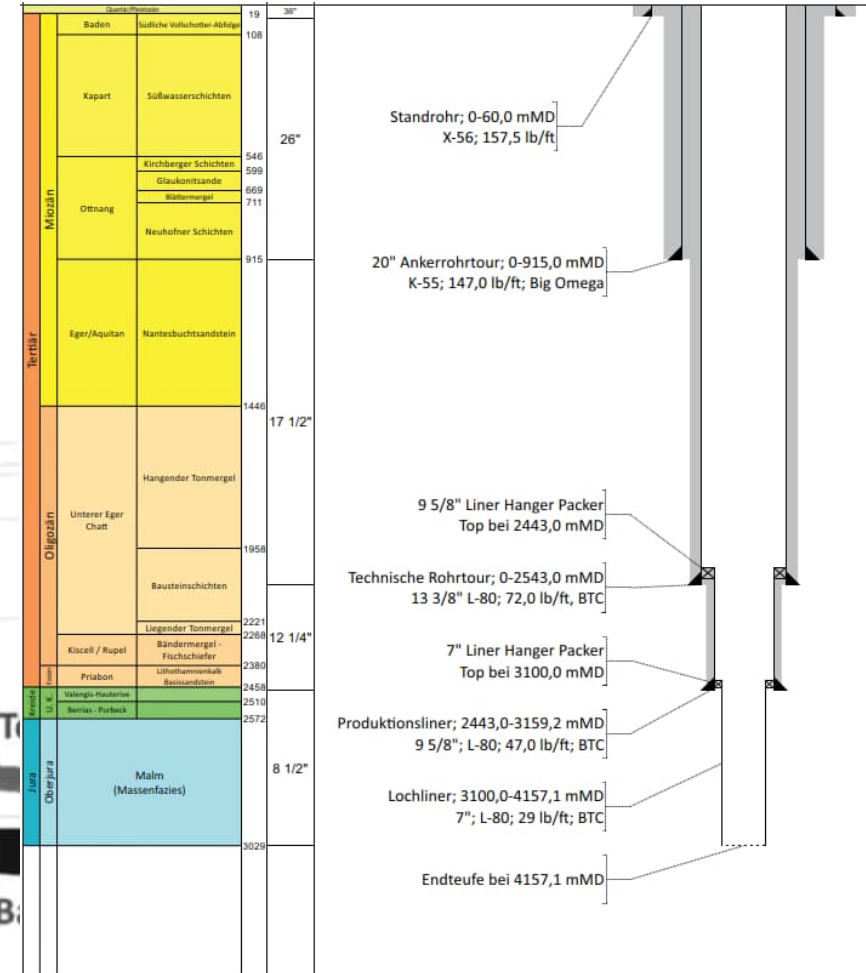 Quartär/Pleistozän
19
36"
Baden
Südliche Vollschotter-Abfolge
108
Kapart
Süßwasserschichten
26"
546
Kirchberger Schichten
599
Glaukonitsande
669
Blättermergel
711
Ottnang
Neuhofner Schichten
Miozän
915
Eger/Aquitan
Nantesbuchtsandstein
Tertiär
1446
17 1/2"
Hangender Tonmergel
Unterer Eger
Chatt
Oligozän
1958
Bausteinschichten
2221
Liegender Tonmergel
2268
12 1/4"
Kiscell / Rupel
Bändermergel -
Fischschiefer
2380
Priabon
Lithothamnienkalk
Basissandstein
2458
Kreide
U. K.
Valengis-Hauterive
2510
Berrias - Purbeck
2572
Jura
Oberjura
Malm
(Massenfazies)
8 1/2"
3029
Standrohr; 0-60,0 mMD
X-56; 157,5 lb/ft
20" Ankerrohrtour; 0-915,0 mMD
K-55; 147,0 lb/ft; Big Omega
9 5/8" Liner Hanger Packer
Top bei 2443,0 mMD
Technische Rohrtour; 0-2543,0 mMD
13 3/8" L-80; 72,0 lb/ft, BTC
7" Liner Hanger Packer
Top bei 3100,0 mMD
Produktionsliner; 2443,0-3159,2 mMD
9 5/8"; L-80; 47,0 lb/ft; BTC
Lochliner; 3100,0-4157,1 mMD
7"; L-80; 29 lb/ft; BTC
Endteufe bei 4157,1 mMD